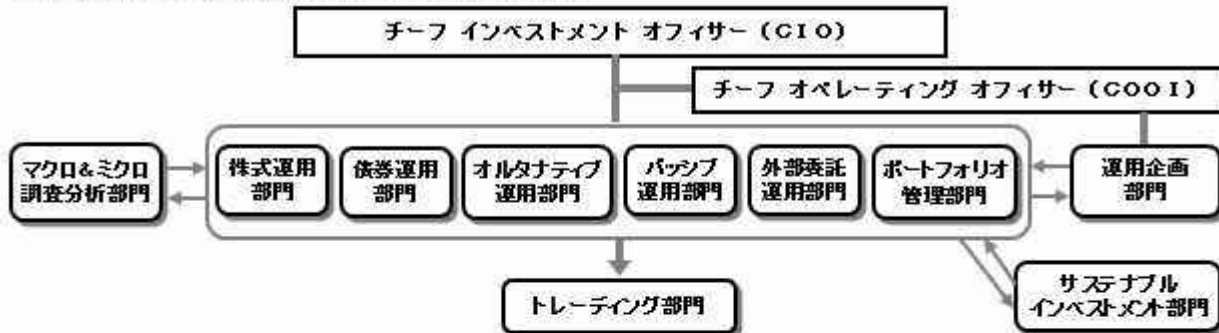 チーフ インベストメント オフィサー (CIO)
チーフ オペレーティング オフィサー (COOI)
マクロ&ミクロ
調査分析部門
株式運用
部門
債券運用
部門
オルタナティブ
運用部門
パッシブ
運用部門
外部委託
運用部門
ポートフォリオ
管理部門
運用企画
部門
トレーディング部門
サステナブル
インベストメント部門